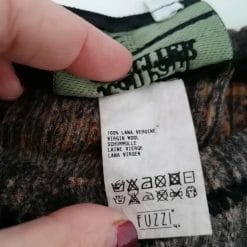 100% LANA VERGINE
VIRGIN WOOL
SCHURWOLLE
LAINE VIERGE
LANA VIRGEN
FUZZI